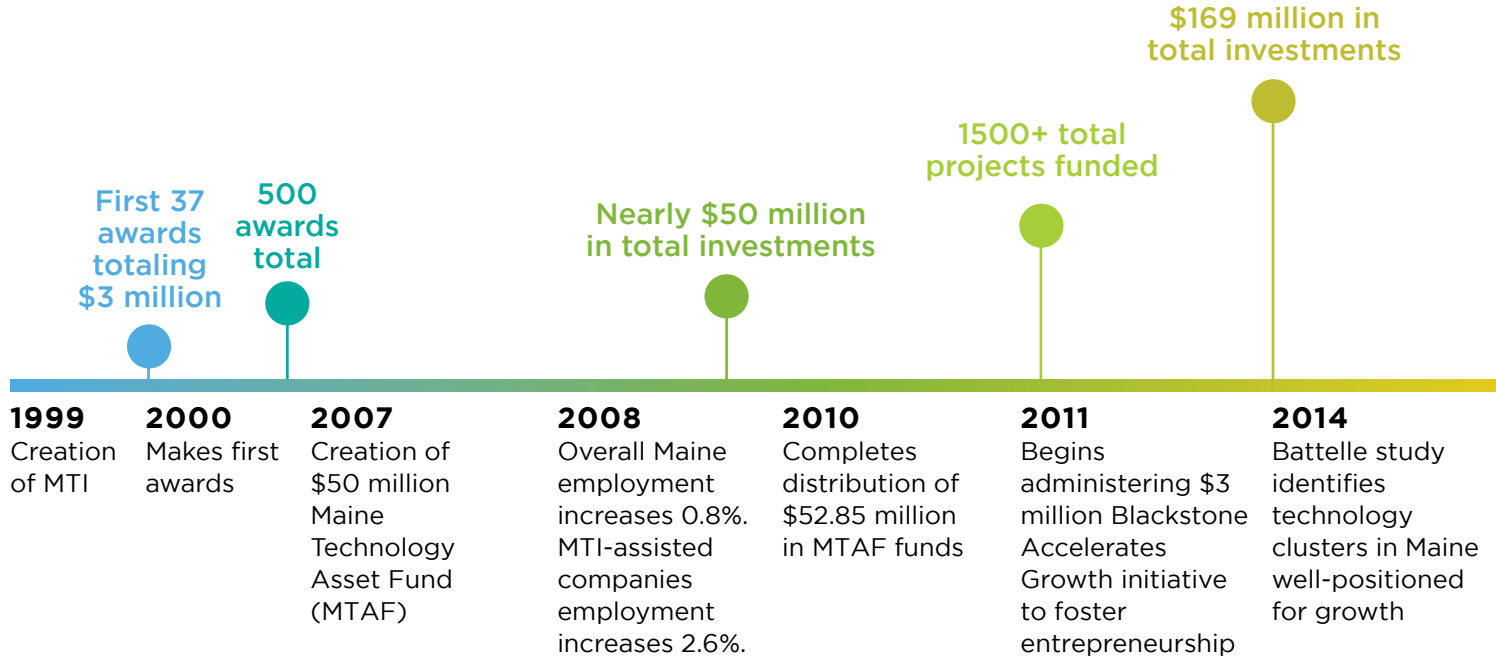 $169 million in
total investments
1500+ total
projects funded
First 37
awards
totaling
$3 million
500
awards
total
Nearly $50 million
in total investments
1999
Creation
of MTI
2000
Makes first
awards
2007
Creation of
$50 million
Maine
Technology
Asset Fund
(MTAF)
2008
Overall Maine
employment
increases 0.8%.
MTI-assisted
companies
employment
increases 2.6%.
2010
Completes
distribution of
$52.85 million
in MTAF funds
2011
Begins
administering $3
million Blackstone
Accelerates
Growth initiative
to foster
entrepreneurship
2014
Battelle study
identifies
technology
clusters in Maine
well-positioned
for growth